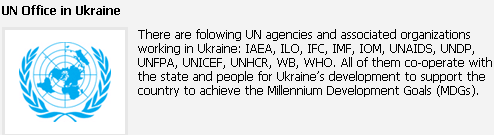 UN Office in Ukraine
There are folowing UN agencies and associated organizations
working in Ukraine: IAEA, ILO, IFC, IMF, IOM, UNAIDS, UNDP,
UNFPA, UNICEF, UNHCR, WB, WHO. All of them co-operate with
the state and people for Ukraine's development to support the
country to achieve the Millennium Development Goals (MDGs).